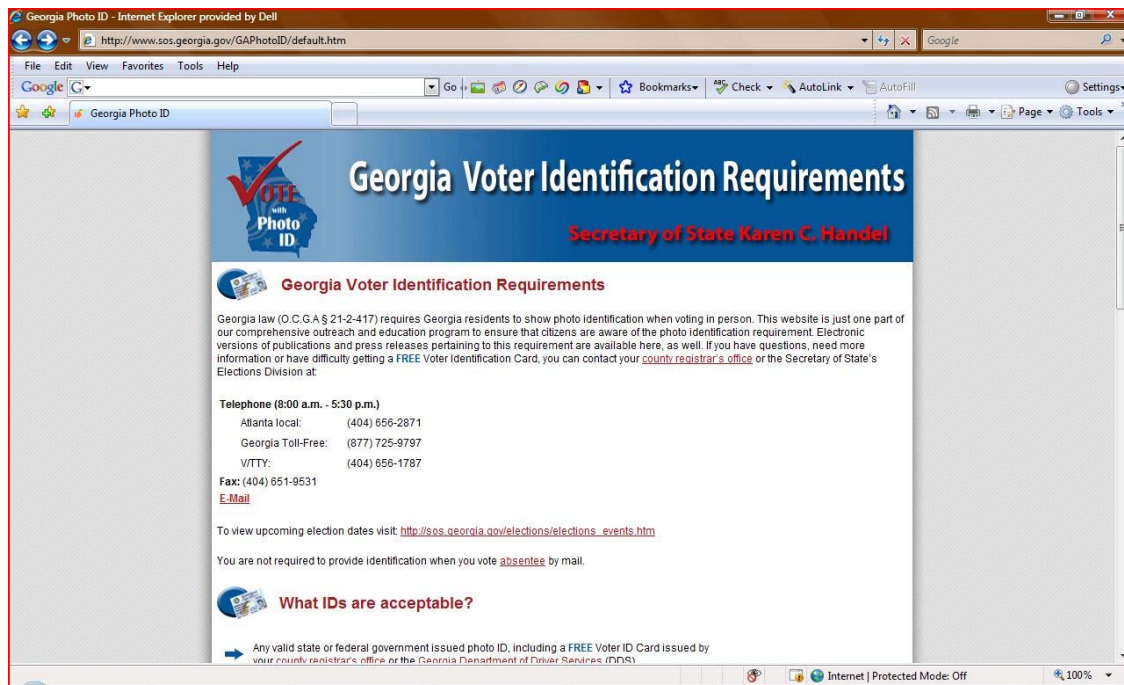 Georgia Photo ID - Internet Explorer provided by Dell
http://www.sos.georgia.gov/GAPhotoID/default.htm
Google
File Edit View Favorites Tools Help
Google G Go Bookmarks ABC Check AutoLink AutoFill Settings
Georgia Photo ID
Page Tools
VOTE
with
Photo
ID
Georgia Voter Identification Requirements
Secretary of State Karen C. Handel
Georgia Voter Identification Requirements
Georgia law (O.C.G.A § 21-2-417) requires Georgia residents to show photo identification when voting in person. This website is just one part of
our comprehensive outreach and education program to ensure that citizens are aware of the photo identification requirement. Electronic
versions of publications and press releases pertaining to this requirement are available here, as well. If you have questions, need more
information or have difficulty getting a FREE Voter Identification Card, you can contact your county registrar's office or the Secretary of State's
Elections Division at:
Telephone (8:00 a.m. - 5:30 p.m.)
Atlanta local: (404) 656-2871
Georgia Toll-Free: (877) 725-9797
V/TTY: (404) 656-1787
Fax: (404) 651-9531
E-Mail
To view upcoming election dates visit: http://sos.georgia.gov/elections/elections_events.htm
You are not required to provide identification when you vote absentee by mail.
What IDs are acceptable?
Any valid state or federal government issued photo ID, including a FREE Voter ID Card issued by
your county registrar's office or the Georgia Department of Driver Services (DDS)
Internet | Protected Mode: Off 100%